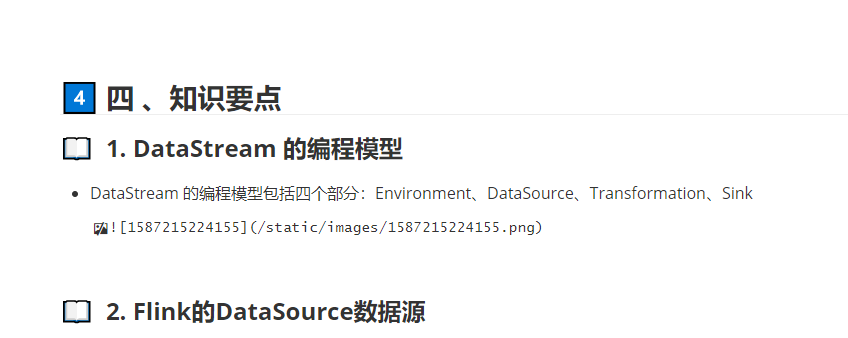 4 四 、知识要点
1. DataStream 的编程模型
DataStream 的编程模型包括四个部分：Environment、DataSource、Transformation、Sink
![1587215224155](/static/images/1587215224155.png)
2. Flink的DataSource数据源